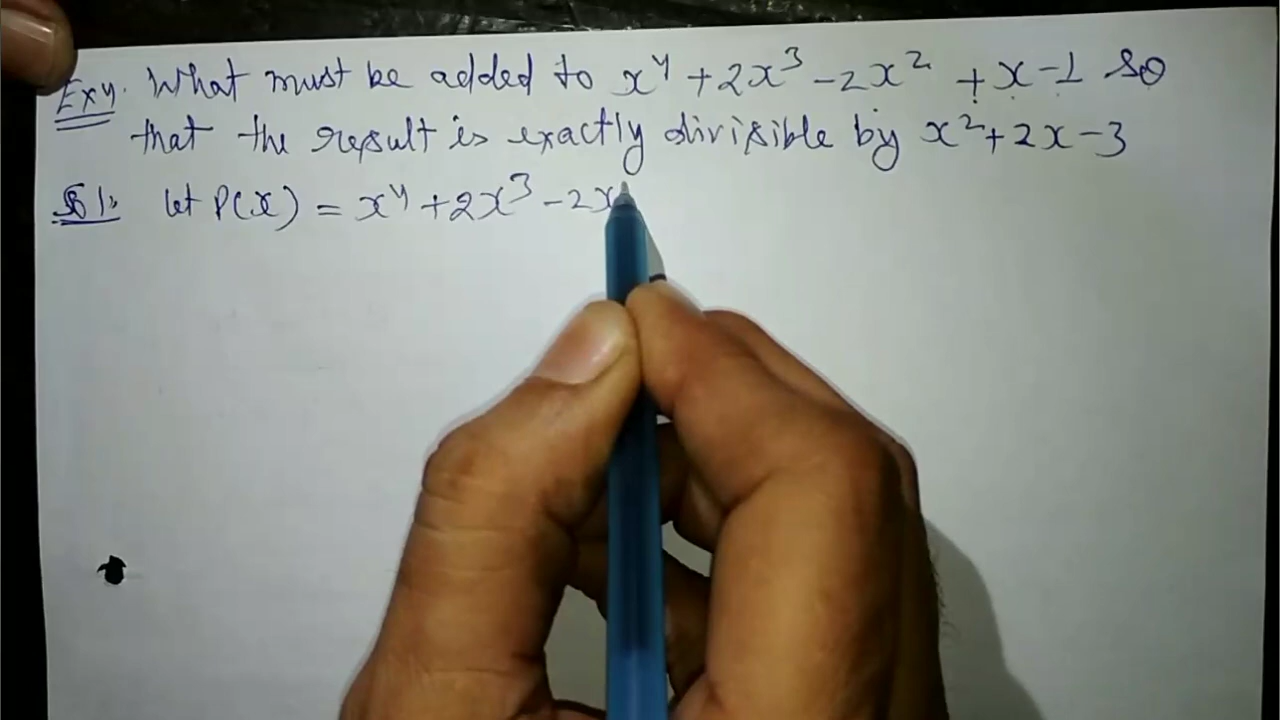 Ex4. What must be added to x⁴ + 2x³ - 2x² + x - 1 so
that the result is exactly divisible by x² + 2x - 3
Sol: let P(x) = x⁴ + 2x³ - 2x